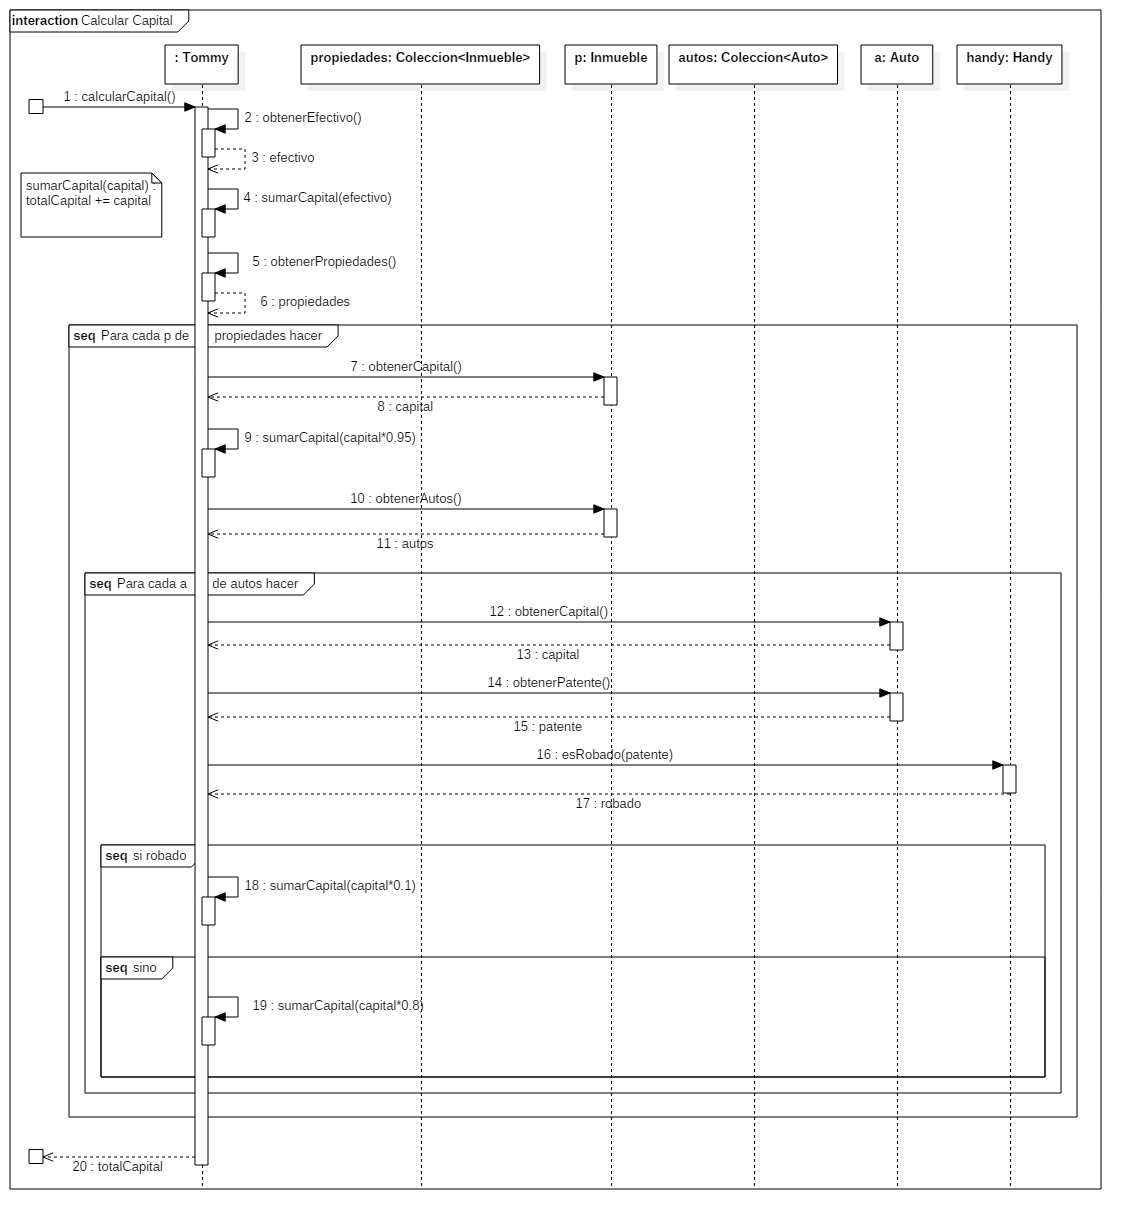 interaction Calcular Capital
: Tommy
propiedades: Coleccion<Inmueble>
p: Inmueble
autos: Coleccion<Auto>
a: Auto
handy: Handy
1 : calcularCapital()
2 : obtenerEfectivo()
3 : efectivo
sumarCapital(capital) :
totalCapital += capital
4 : sumarCapital(efectivo)
5 : obtenerPropiedades()
6 : propiedades
seq Para cada p de propiedades hacer
7 : obtenerCapital()
8 : capital
9 : sumarCapital(capital*0.95)
10 : obtenerAutos()
11 : autos
seq Para cada a de autos hacer
12 : obtenerCapital()
13 : capital
14 : obtenerPatente()
15 : patente
16 : esRobado(patente)
17 : robado
seq si robado
18 : sumarCapital(capital*0.1)
seq sino
19 : sumarCapital(capital*0.8)
20 : totalCapital